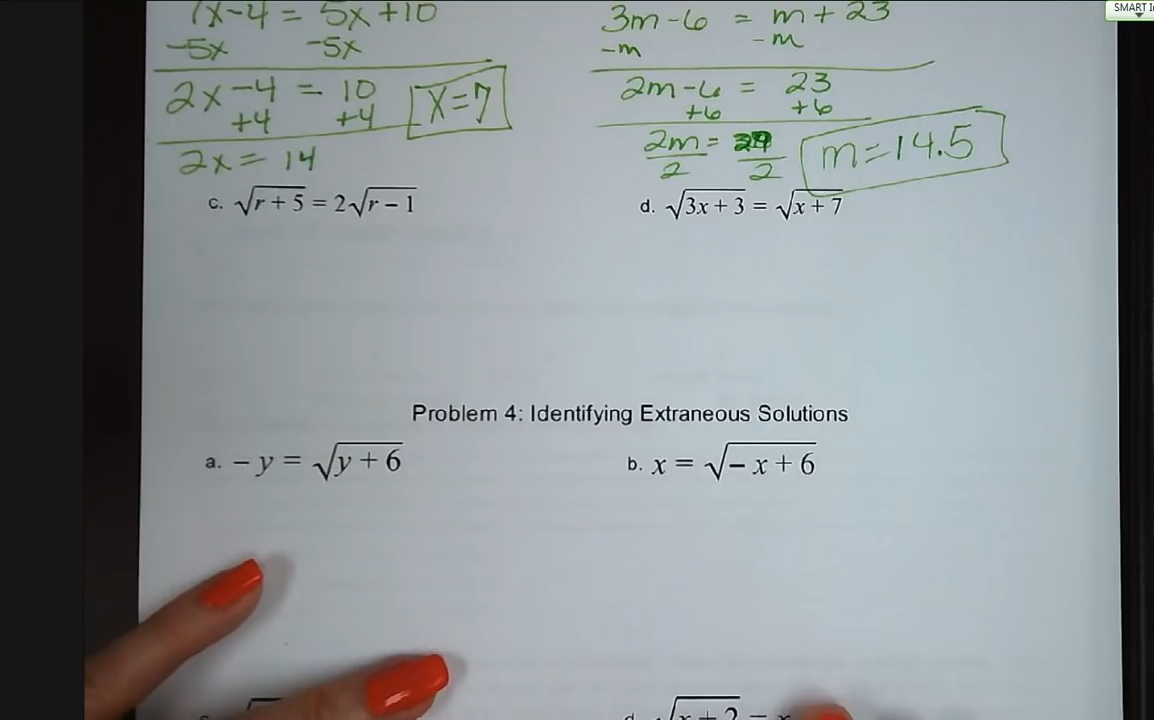 7x-4 = 5x+10
-5x -5x
2x-4 = 10
+4 +4
2x = 14
x=7
3m-6 = m+23
-m -m
2m-6 = 23
+6 +6
2m = 29
2 2
m=14.5
c. √r+5 = 2√r-1
d. √3x+3 = √x+7
Problem 4: Identifying Extraneous Solutions
a. -y = √y+6
b. x = √-x+6
d. √x+2 = x
SMART